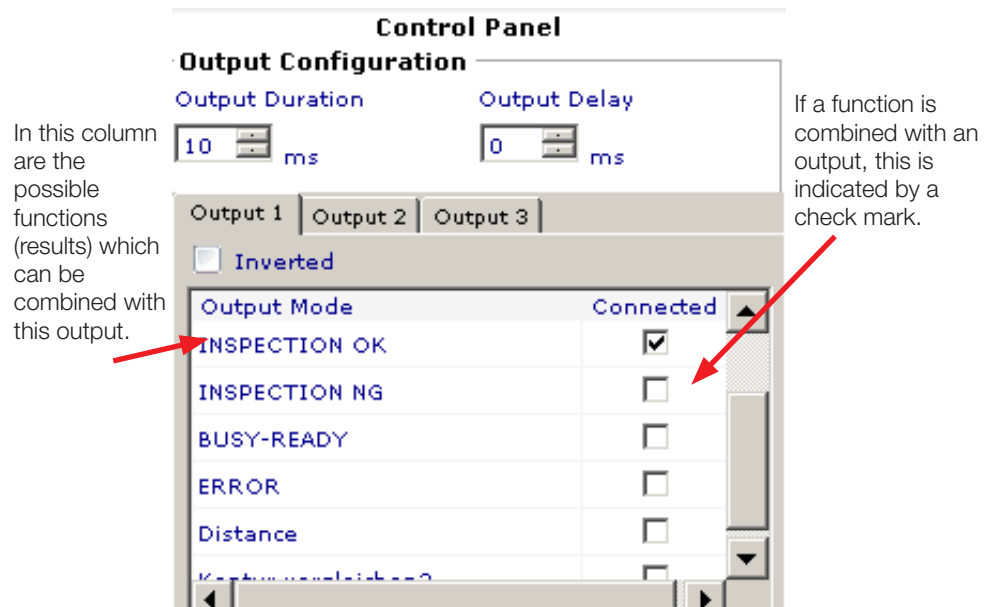 Control Panel
Output Configuration
Output Duration
Output Delay
10 ms
0 ms
In this column
are the
possible
functions
(results) which
can be
combined with
this output.
If a function is
combined with an
output, this is
indicated by a
check mark.
Output 1
Output 2
Output 3
Inverted
Output Mode
Connected
INSPECTION OK
INSPECTION NG
BUSY-READY
ERROR
Distance